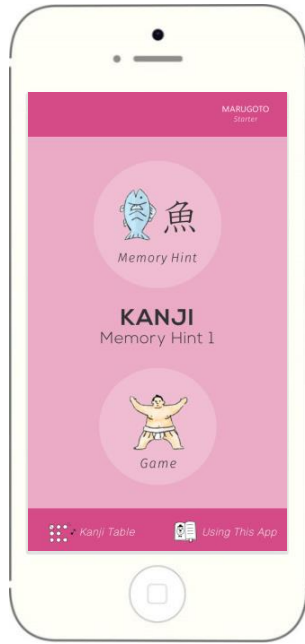 MARUGOTO
Starter
魚
Memory Hint
KANJI
Memory Hint 1
Game
Kanji Table
Using This App